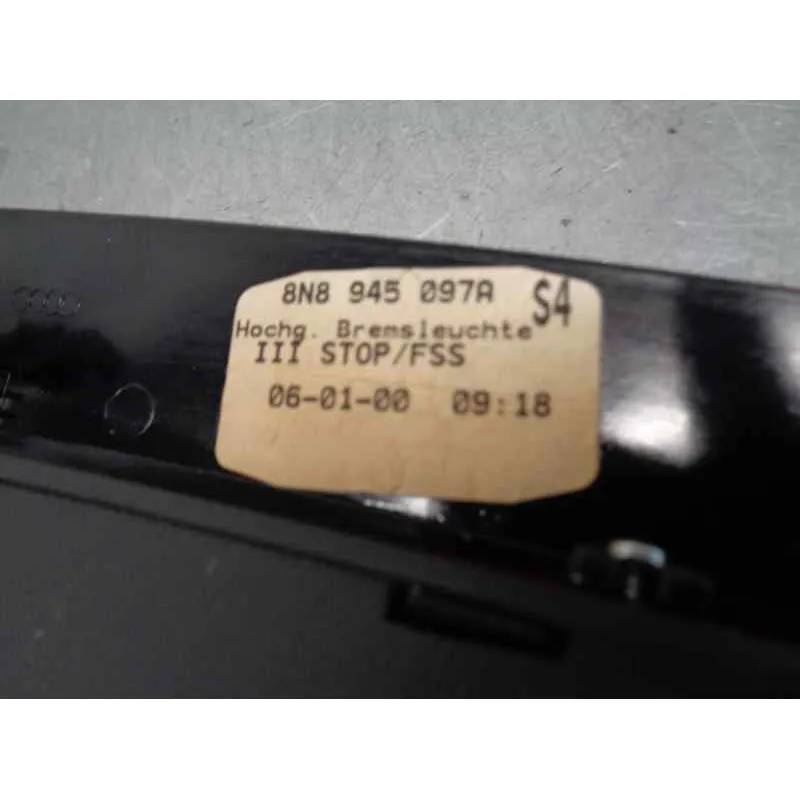 8N8 945 097A S4
Hochg. Bremsleuchte
III STOP/FSS
06-01-00 09:18